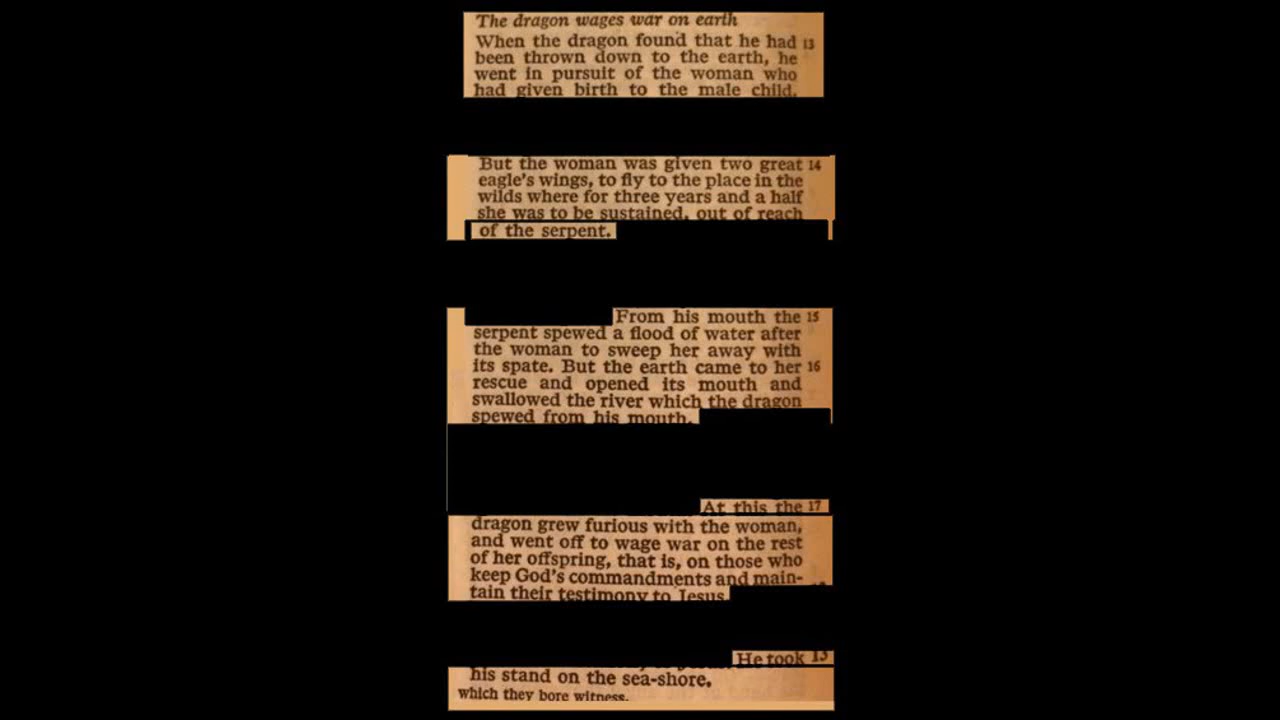 The dragon wages war on earth
When the dragon found that he had 13
been thrown down to the earth, he
went in pursuit of the woman who
had given birth to the male child.
But the woman was given two great 14
eagle's wings, to fly to the place in the
wilds where for three years and a half
she was to be sustained, out of reach
of the serpent.
From his mouth the 15
serpent spewed a flood of water after
the woman to sweep her away with
its spate. But the earth came to her 16
rescue and opened its mouth and
swallowed the river which the dragon
spewed from his mouth.
At this the 17
dragon grew furious with the woman,
and went off to wage war on the rest
of her offspring, that is, on those who
keep God's commandments and main-
tain their testimony to Jesus.
He took 13
his stand on the sea-shore.
which they bore witness.